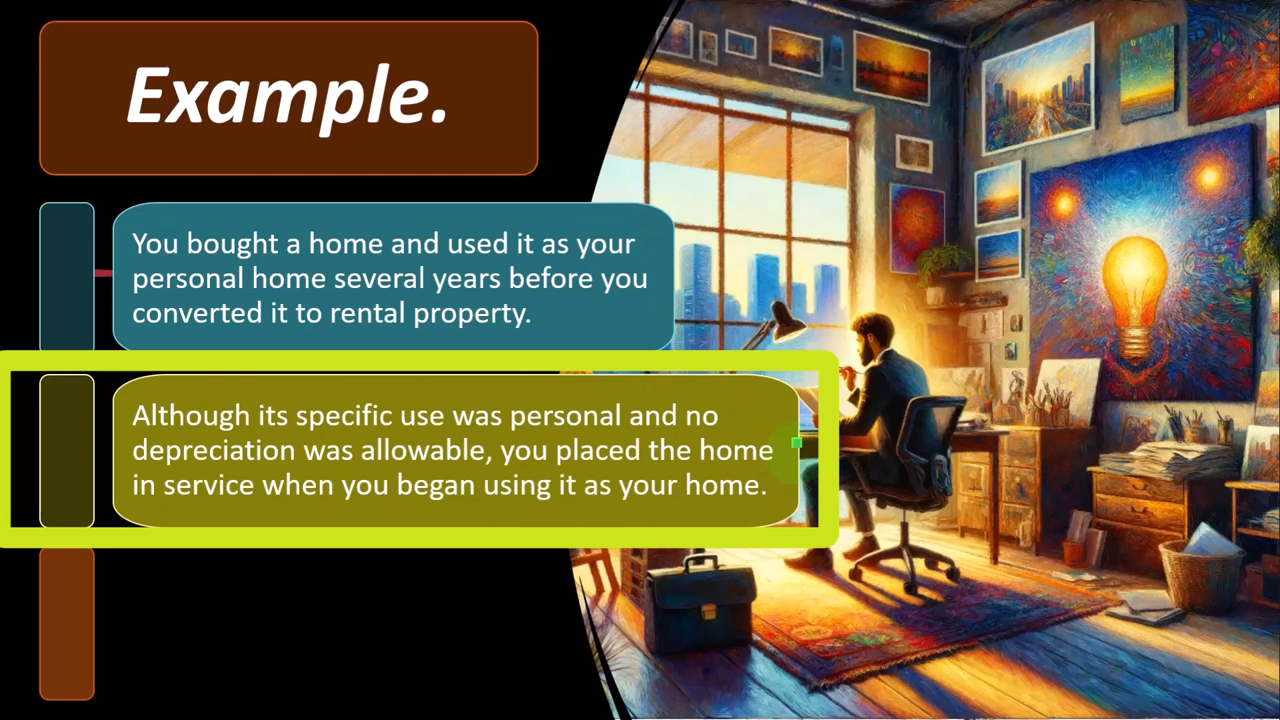 Example.
You bought a home and used it as your
personal home several years before you
converted it to rental property.
Although its specific use was personal and no
depreciation was allowable, you placed the home
in service when you began using it as your home.